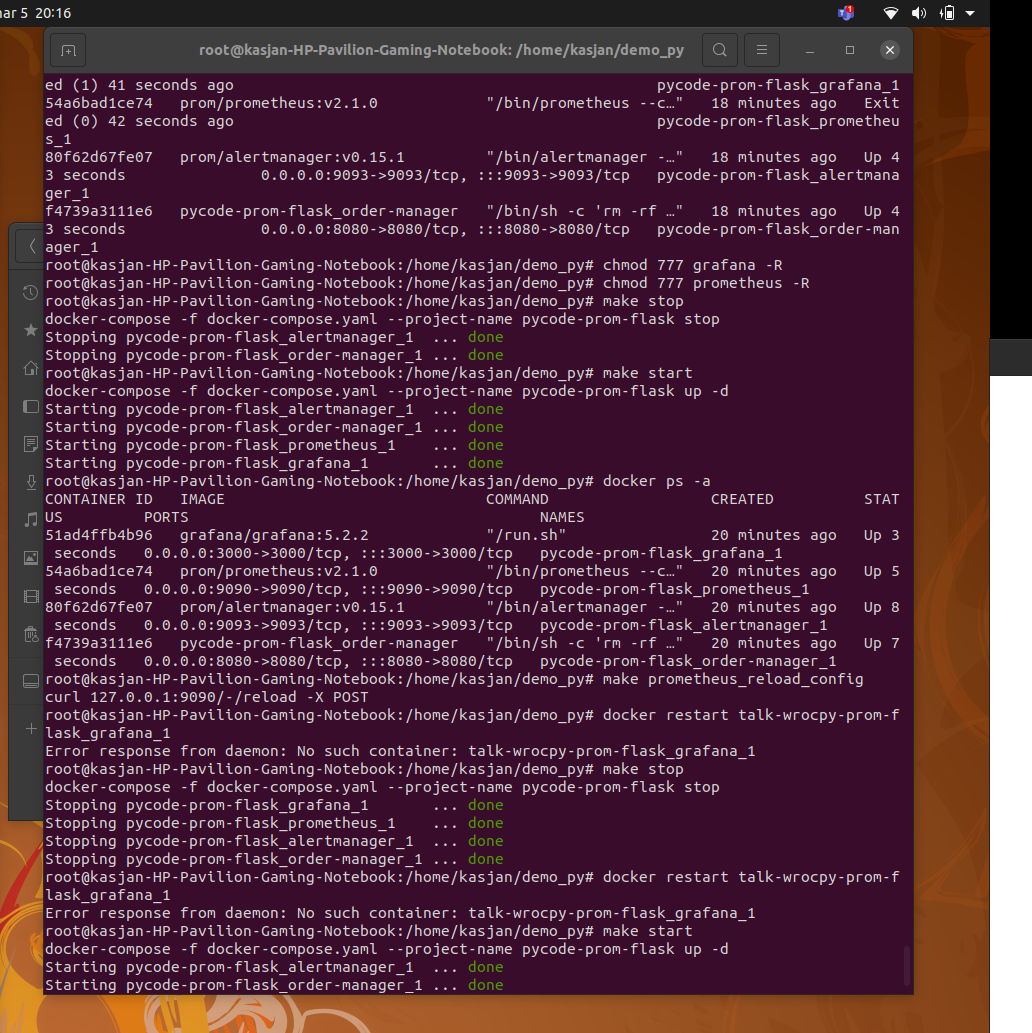 mar 5  20:16
1
root@kasjan-HP-Pavilion-Gaming-Notebook: /home/kasjan/demo_py
ed (1) 41 seconds ago                                               pycode-prom-flask_grafana_1
54a6bad1ce74   prom/prometheus:v2.1.0            "/bin/prometheus --c…"   18 minutes ago   Exit
ed (0) 42 seconds ago                                               pycode-prom-flask_prometheu
s_1
80f62d67fe07   prom/alertmanager:v0.15.1         "/bin/alertmanager -…"   18 minutes ago   Up 4
3 seconds               0.0.0.0:9093->9093/tcp, :::9093->9093/tcp   pycode-prom-flask_alertmana
ger_1
f4739a3111e6   pycode-prom-flask_order-manager   "/bin/sh -c 'rm -rf …"   18 minutes ago   Up 4
3 seconds               0.0.0.0:8080->8080/tcp, :::8080->8080/tcp   pycode-prom-flask_order-man
ager_1
root@kasjan-HP-Pavilion-Gaming-Notebook:/home/kasjan/demo_py# chmod 777 grafana -R
root@kasjan-HP-Pavilion-Gaming-Notebook:/home/kasjan/demo_py# chmod 777 prometheus -R
root@kasjan-HP-Pavilion-Gaming-Notebook:/home/kasjan/demo_py# make stop
docker-compose -f docker-compose.yaml --project-name pycode-prom-flask stop
Stopping pycode-prom-flask_alertmanager_1  ... done
Stopping pycode-prom-flask_order-manager_1 ... done
root@kasjan-HP-Pavilion-Gaming-Notebook:/home/kasjan/demo_py# make start
docker-compose -f docker-compose.yaml --project-name pycode-prom-flask up -d
Starting pycode-prom-flask_alertmanager_1  ... done
Starting pycode-prom-flask_order-manager_1 ... done
Starting pycode-prom-flask_prometheus_1    ... done
Starting pycode-prom-flask_grafana_1       ... done
root@kasjan-HP-Pavilion-Gaming-Notebook:/home/kasjan/demo_py# docker ps -a
CONTAINER ID   IMAGE                             COMMAND                  CREATED          STAT
US         PORTS                                       NAMES
51ad4ffb4b96   grafana/grafana:5.2.2             "/run.sh"                20 minutes ago   Up 3
 seconds   0.0.0.0:3000->3000/tcp, :::3000->3000/tcp   pycode-prom-flask_grafana_1
54a6bad1ce74   prom/prometheus:v2.1.0            "/bin/prometheus --c…"   20 minutes ago   Up 5
 seconds   0.0.0.0:9090->9090/tcp, :::9090->9090/tcp   pycode-prom-flask_prometheus_1
80f62d67fe07   prom/alertmanager:v0.15.1         "/bin/alertmanager -…"   20 minutes ago   Up 8
 seconds   0.0.0.0:9093->9093/tcp, :::9093->9093/tcp   pycode-prom-flask_alertmanager_1
f4739a3111e6   pycode-prom-flask_order-manager   "/bin/sh -c 'rm -rf …"   20 minutes ago   Up 7
 seconds   0.0.0.0:8080->8080/tcp, :::8080->8080/tcp   pycode-prom-flask_order-manager_1
root@kasjan-HP-Pavilion-Gaming-Notebook:/home/kasjan/demo_py# make prometheus_reload_config
curl 127.0.0.1:9090/-/reload -X POST
root@kasjan-HP-Pavilion-Gaming-Notebook:/home/kasjan/demo_py# docker restart talk-wrocpy-prom-f
lask_grafana_1
Error response from daemon: No such container: talk-wrocpy-prom-flask_grafana_1
root@kasjan-HP-Pavilion-Gaming-Notebook:/home/kasjan/demo_py# make stop
docker-compose -f docker-compose.yaml --project-name pycode-prom-flask stop
Stopping pycode-prom-flask_grafana_1       ... done
Stopping pycode-prom-flask_prometheus_1    ... done
Stopping pycode-prom-flask_alertmanager_1  ... done
Stopping pycode-prom-flask_order-manager_1 ... done
root@kasjan-HP-Pavilion-Gaming-Notebook:/home/kasjan/demo_py# docker restart talk-wrocpy-prom-f
lask_grafana_1
Error response from daemon: No such container: talk-wrocpy-prom-flask_grafana_1
root@kasjan-HP-Pavilion-Gaming-Notebook:/home/kasjan/demo_py# make start
docker-compose -f docker-compose.yaml --project-name pycode-prom-flask up -d
Starting pycode-prom-flask_alertmanager_1  ... done
Starting pycode-prom-flask_order-manager_1 ... done